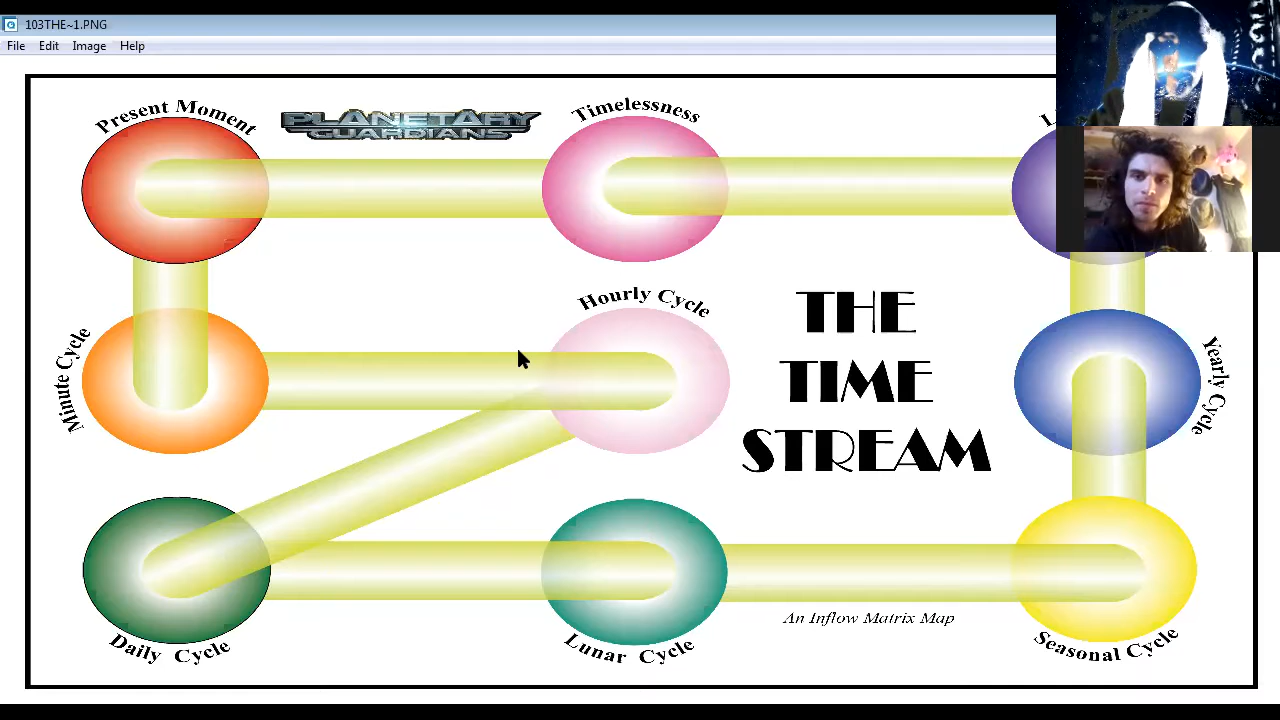 103THE~1.PNG
File Edit Image Help
Present Moment
PLANETARY
GUARDIANS
Timelessness
Hourly Cycle
Minute Cycle
THE
TIME
STREAM
Yearly Cycle
An Inflow Matrix Map
Daily Cycle
Lunar Cycle
Seasonal Cycle